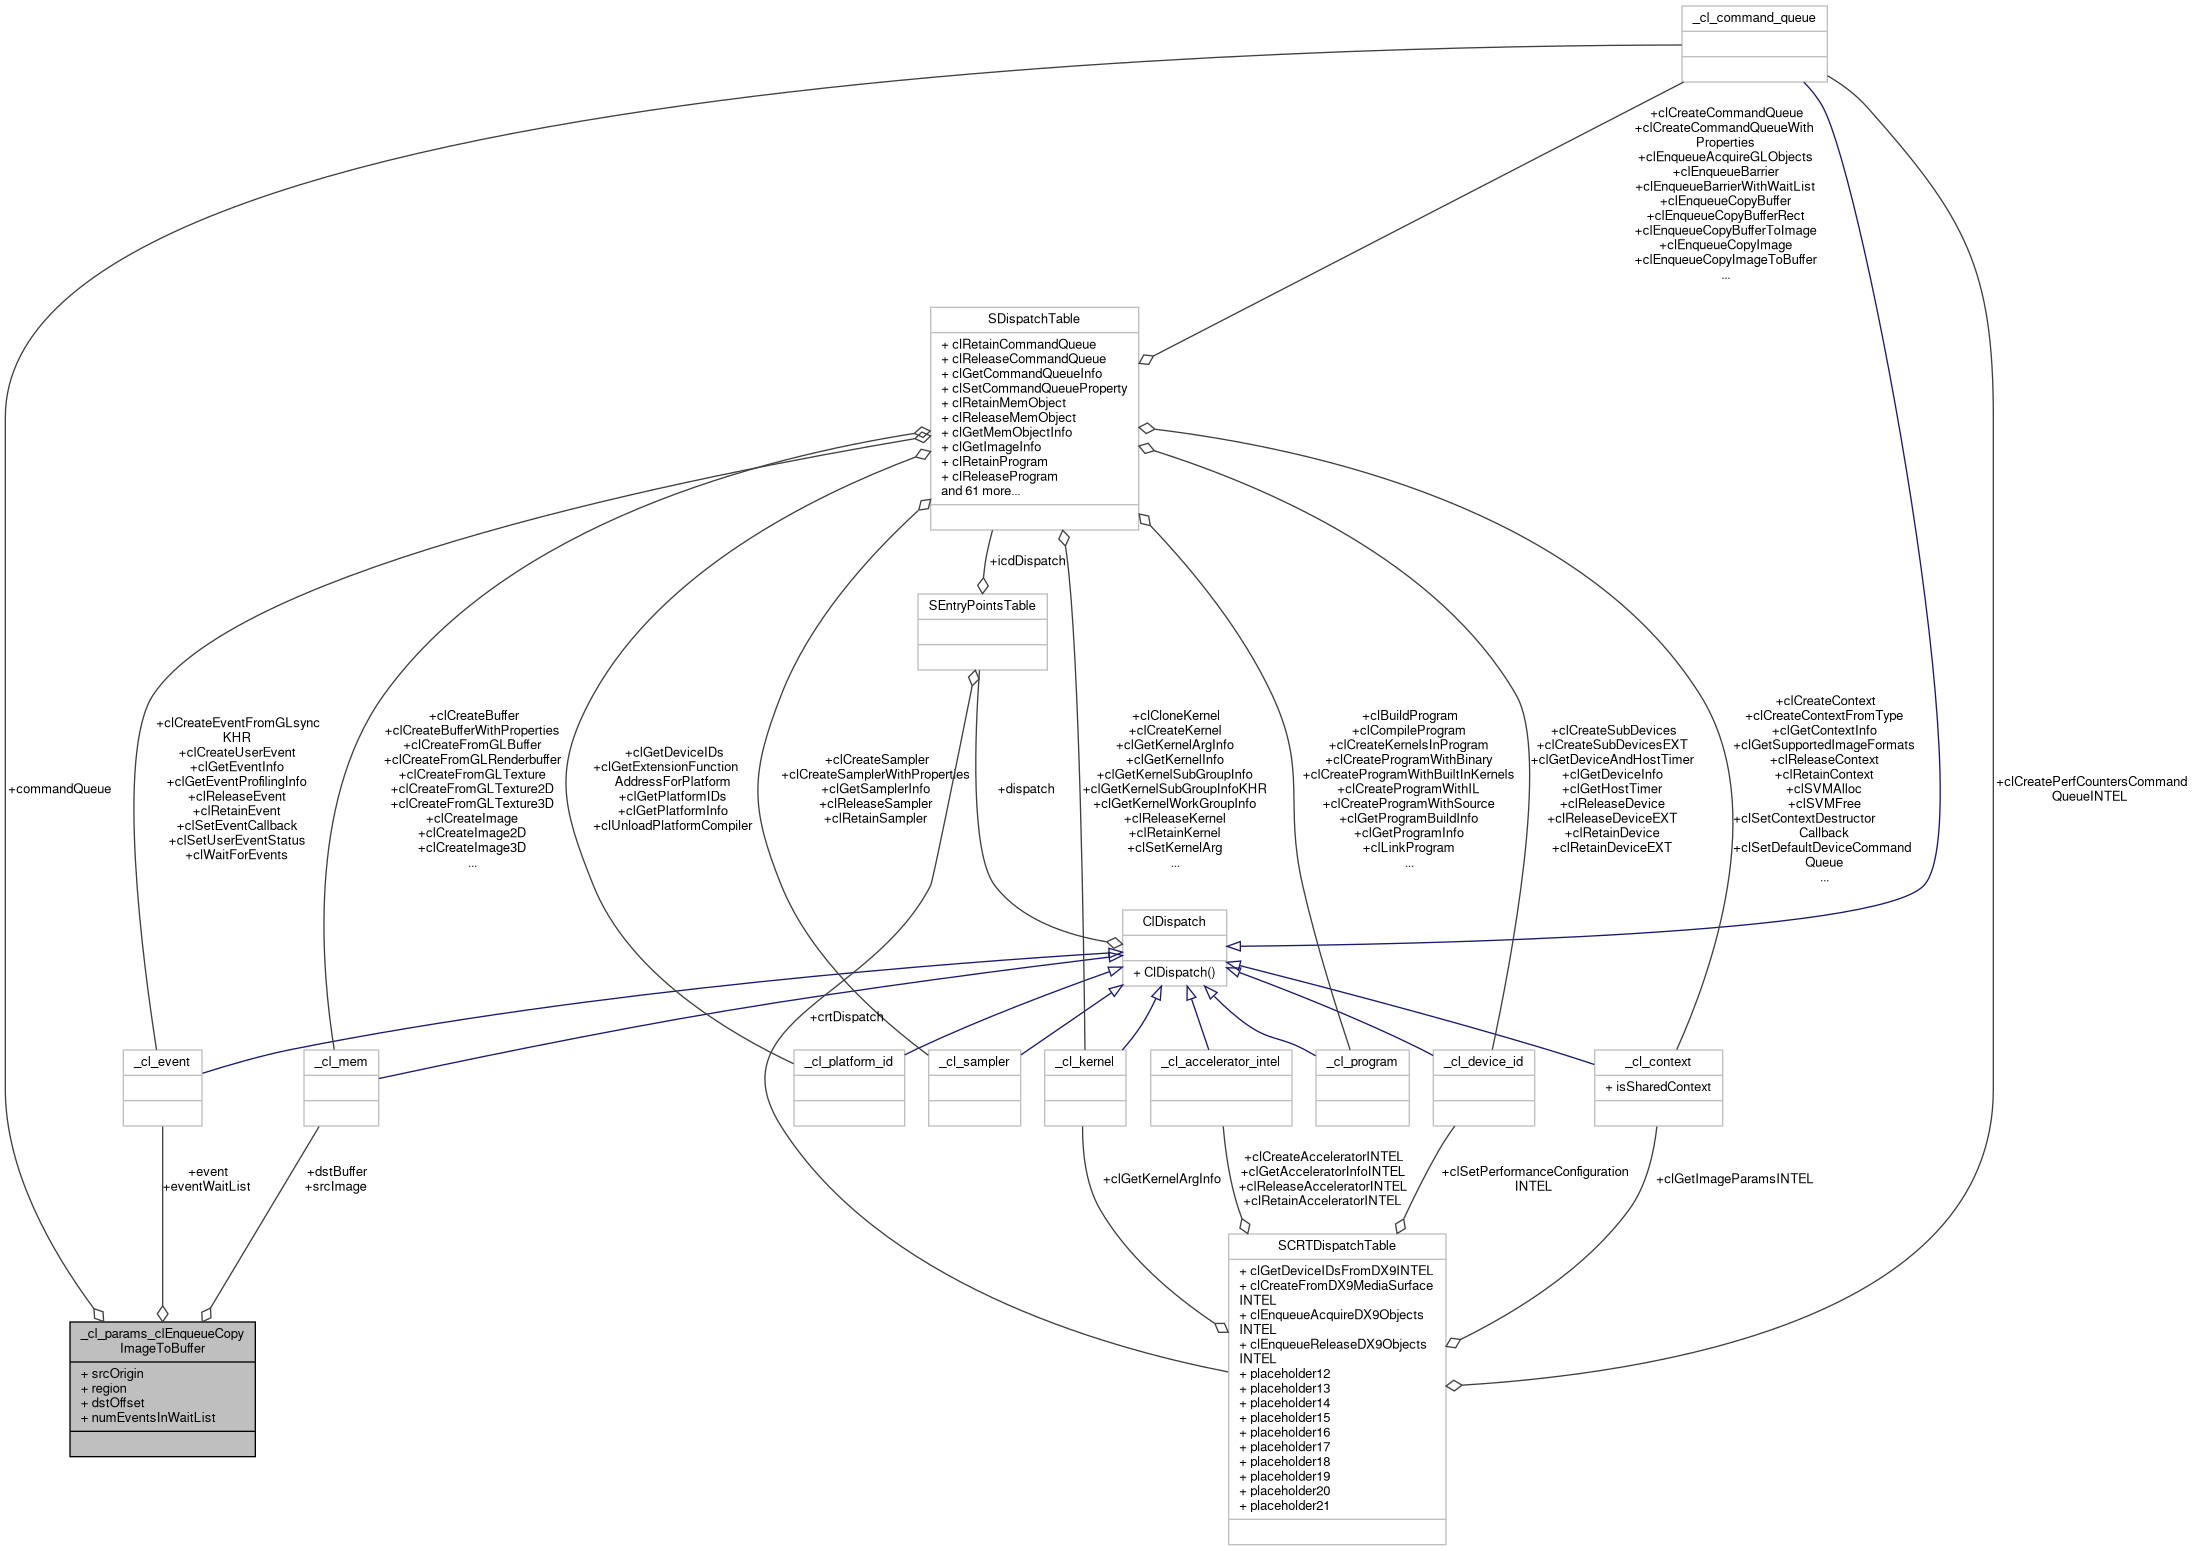 _cl_command_queue
+clCreateCommandQueue
+clCreateCommandQueueWith
Properties
+clEnqueueAcquireGLObjects
+clEnqueueBarrier
+clEnqueueBarrierWithWaitList
+clEnqueueCopyBuffer
+clEnqueueCopyBufferRect
+clEnqueueCopyBufferToImage
+clEnqueueCopyImage
+clEnqueueCopyImageToBuffer
...
SDispatchTable
+ clRetainCommandQueue
+ clReleaseCommandQueue
+ clGetCommandQueueInfo
+ clSetCommandQueueProperty
+ clRetainMemObject
+ clReleaseMemObject
+ clGetMemObjectInfo
+ clGetImageInfo
+ clRetainProgram
+ clReleaseProgram
and 61 more...
+icdDispatch
SEntryPointsTable
+commandQueue
+clCreateEventFromGLsync
KHR
+clCreateUserEvent
+clGetEventInfo
+clGetEventProfilingInfo
+clReleaseEvent
+clRetainEvent
+clSetEventCallback
+clSetUserEventStatus
+clWaitForEvents
+clCreateBuffer
+clCreateBufferWithProperties
+clCreateFromGLBuffer
+clCreateFromGLRenderbuffer
+clCreateFromGLTexture
+clCreateFromGLTexture2D
+clCreateFromGLTexture3D
+clCreateImage
+clCreateImage2D
+clCreateImage3D
...
+clGetDeviceIDs
+clGetExtensionFunction
AddressForPlatform
+clGetPlatformIDs
+clGetPlatformInfo
+clUnloadPlatformCompiler
+clCreateSampler
+clCreateSamplerWithProperties
+clGetSamplerInfo
+clReleaseSampler
+clRetainSampler
+dispatch
+clCloneKernel
+clCreateKernel
+clGetKernelArgInfo
+clGetKernelInfo
+clGetKernelSubGroupInfo
+clGetKernelSubGroupInfoKHR
+clGetKernelWorkGroupInfo
+clReleaseKernel
+clRetainKernel
+clSetKernelArg
...
+clBuildProgram
+clCompileProgram
+clCreateKernelsInProgram
+clCreateProgramWithBinary
+clCreateProgramWithBuiltInKernels
+clCreateProgramWithIL
+clCreateProgramWithSource
+clGetProgramBuildInfo
+clGetProgramInfo
+clLinkProgram
...
+clCreateSubDevices
+clCreateSubDevicesEXT
+clGetDeviceAndHostTimer
+clGetDeviceInfo
+clGetHostTimer
+clReleaseDevice
+clReleaseDeviceEXT
+clRetainDevice
+clRetainDeviceEXT
+clCreateContext
+clCreateContextFromType
+clGetContextInfo
+clGetSupportedImageFormats
+clReleaseContext
+clRetainContext
+clSVMAlloc
+clSVMFree
+clSetContextDestructor
Callback
+clSetDefaultDeviceCommand
Queue
...
+clCreatePerfCountersCommand
QueueINTEL
ClDispatch
+ ClDispatch()
+crtDispatch
_cl_event
_cl_mem
_cl_platform_id
_cl_sampler
_cl_kernel
_cl_accelerator_intel
_cl_program
_cl_device_id
_cl_context
+ isSharedContext
+event
+eventWaitList
+dstBuffer
+srcImage
+clGetKernelArgInfo
+clCreateAcceleratorINTEL
+clGetAcceleratorInfoINTEL
+clReleaseAcceleratorINTEL
+clRetainAcceleratorINTEL
+clSetPerformanceConfiguration
INTEL
+clGetImageParamsINTEL
_cl_params_clEnqueueCopy
ImageToBuffer
+ srcOrigin
+ region
+ dstOffset
+ numEventsInWaitList
SCRTDispatchTable
+ clGetDeviceIDsFromDX9INTEL
+ clCreateFromDX9MediaSurface
INTEL
+ clEnqueueAcquireDX9Objects
INTEL
+ clEnqueueReleaseDX9Objects
INTEL
+ placeholder12
+ placeholder13
+ placeholder14
+ placeholder15
+ placeholder16
+ placeholder17
+ placeholder18
+ placeholder19
+ placeholder20
+ placeholder21